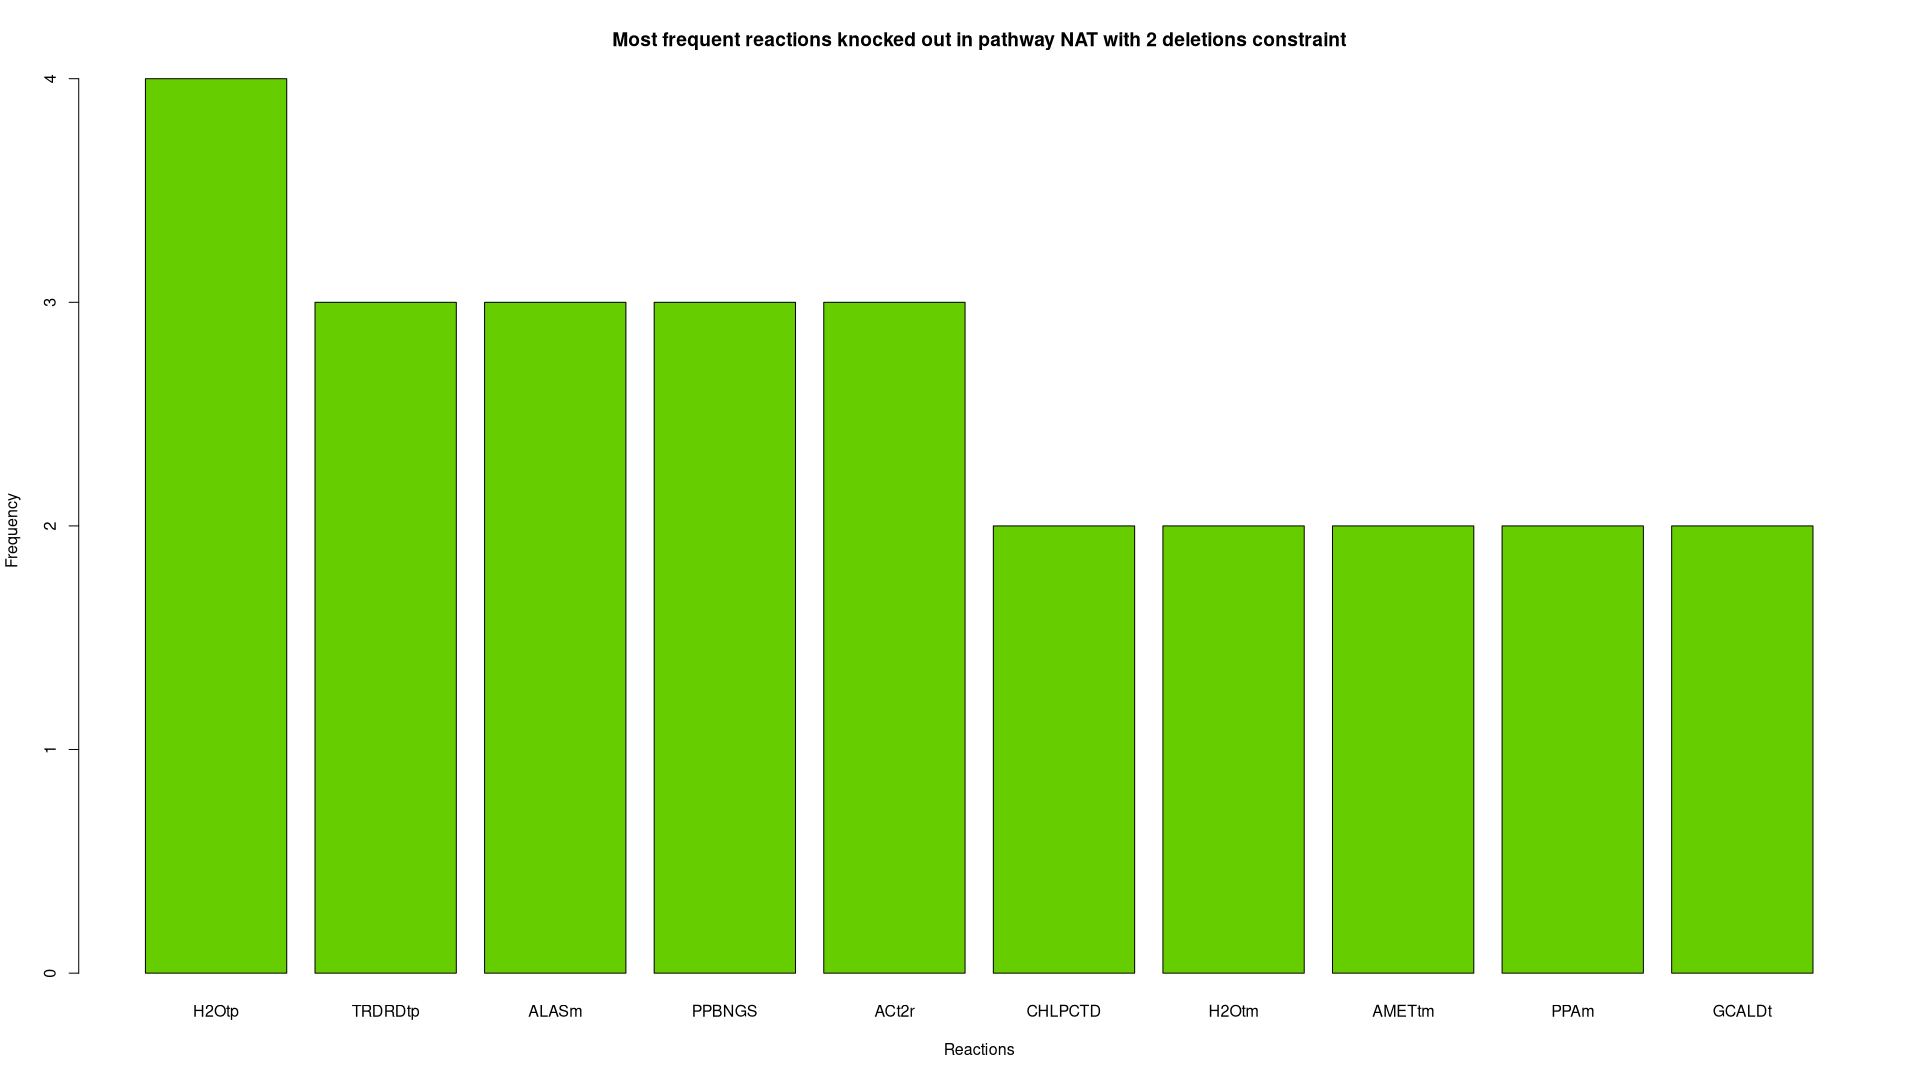 Most frequent reactions knocked out in pathway NAT with 2 deletions constraint
4
3
2
1
0
Frequency
H2Otp TRDRDtp ALASm PPBNGS ACt2r CHLPCTD H2Otm AMETtm PPAm GCALDt
Reactions